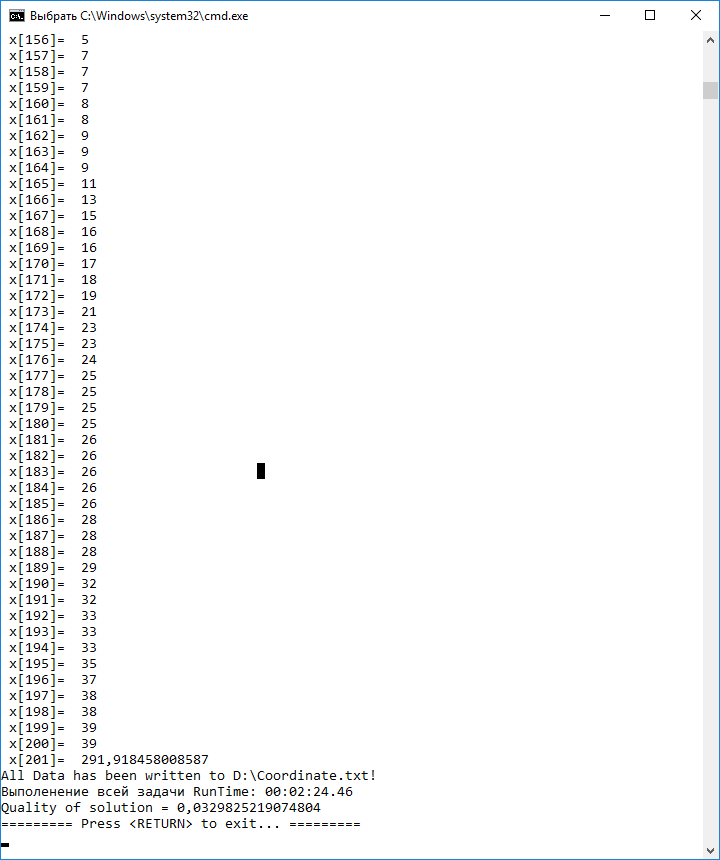 Выбрать C:\Windows\system32\cmd.exe
x[156]= 5
x[157]= 7
x[158]= 7
x[159]= 7
x[160]= 8
x[161]= 8
x[162]= 9
x[163]= 9
x[164]= 9
x[165]= 11
x[166]= 13
x[167]= 15
x[168]= 16
x[169]= 16
x[170]= 17
x[171]= 18
x[172]= 19
x[173]= 21
x[174]= 23
x[175]= 23
x[176]= 24
x[177]= 25
x[178]= 25
x[179]= 25
x[180]= 25
x[181]= 26
x[182]= 26
x[183]= 26
x[184]= 26
x[185]= 26
x[186]= 28
x[187]= 28
x[188]= 28
x[189]= 29
x[190]= 32
x[191]= 32
x[192]= 33
x[193]= 33
x[194]= 33
x[195]= 35
x[196]= 37
x[197]= 38
x[198]= 38
x[199]= 39
x[200]= 39
x[201]= 291,918458008587
All Data has been written to D:\Coordinate.txt!
Выполенение всей задачи RunTime: 00:02:24.46
Quality of solution = 0,0329825219074804
========= Press <RETURN> to exit... =========